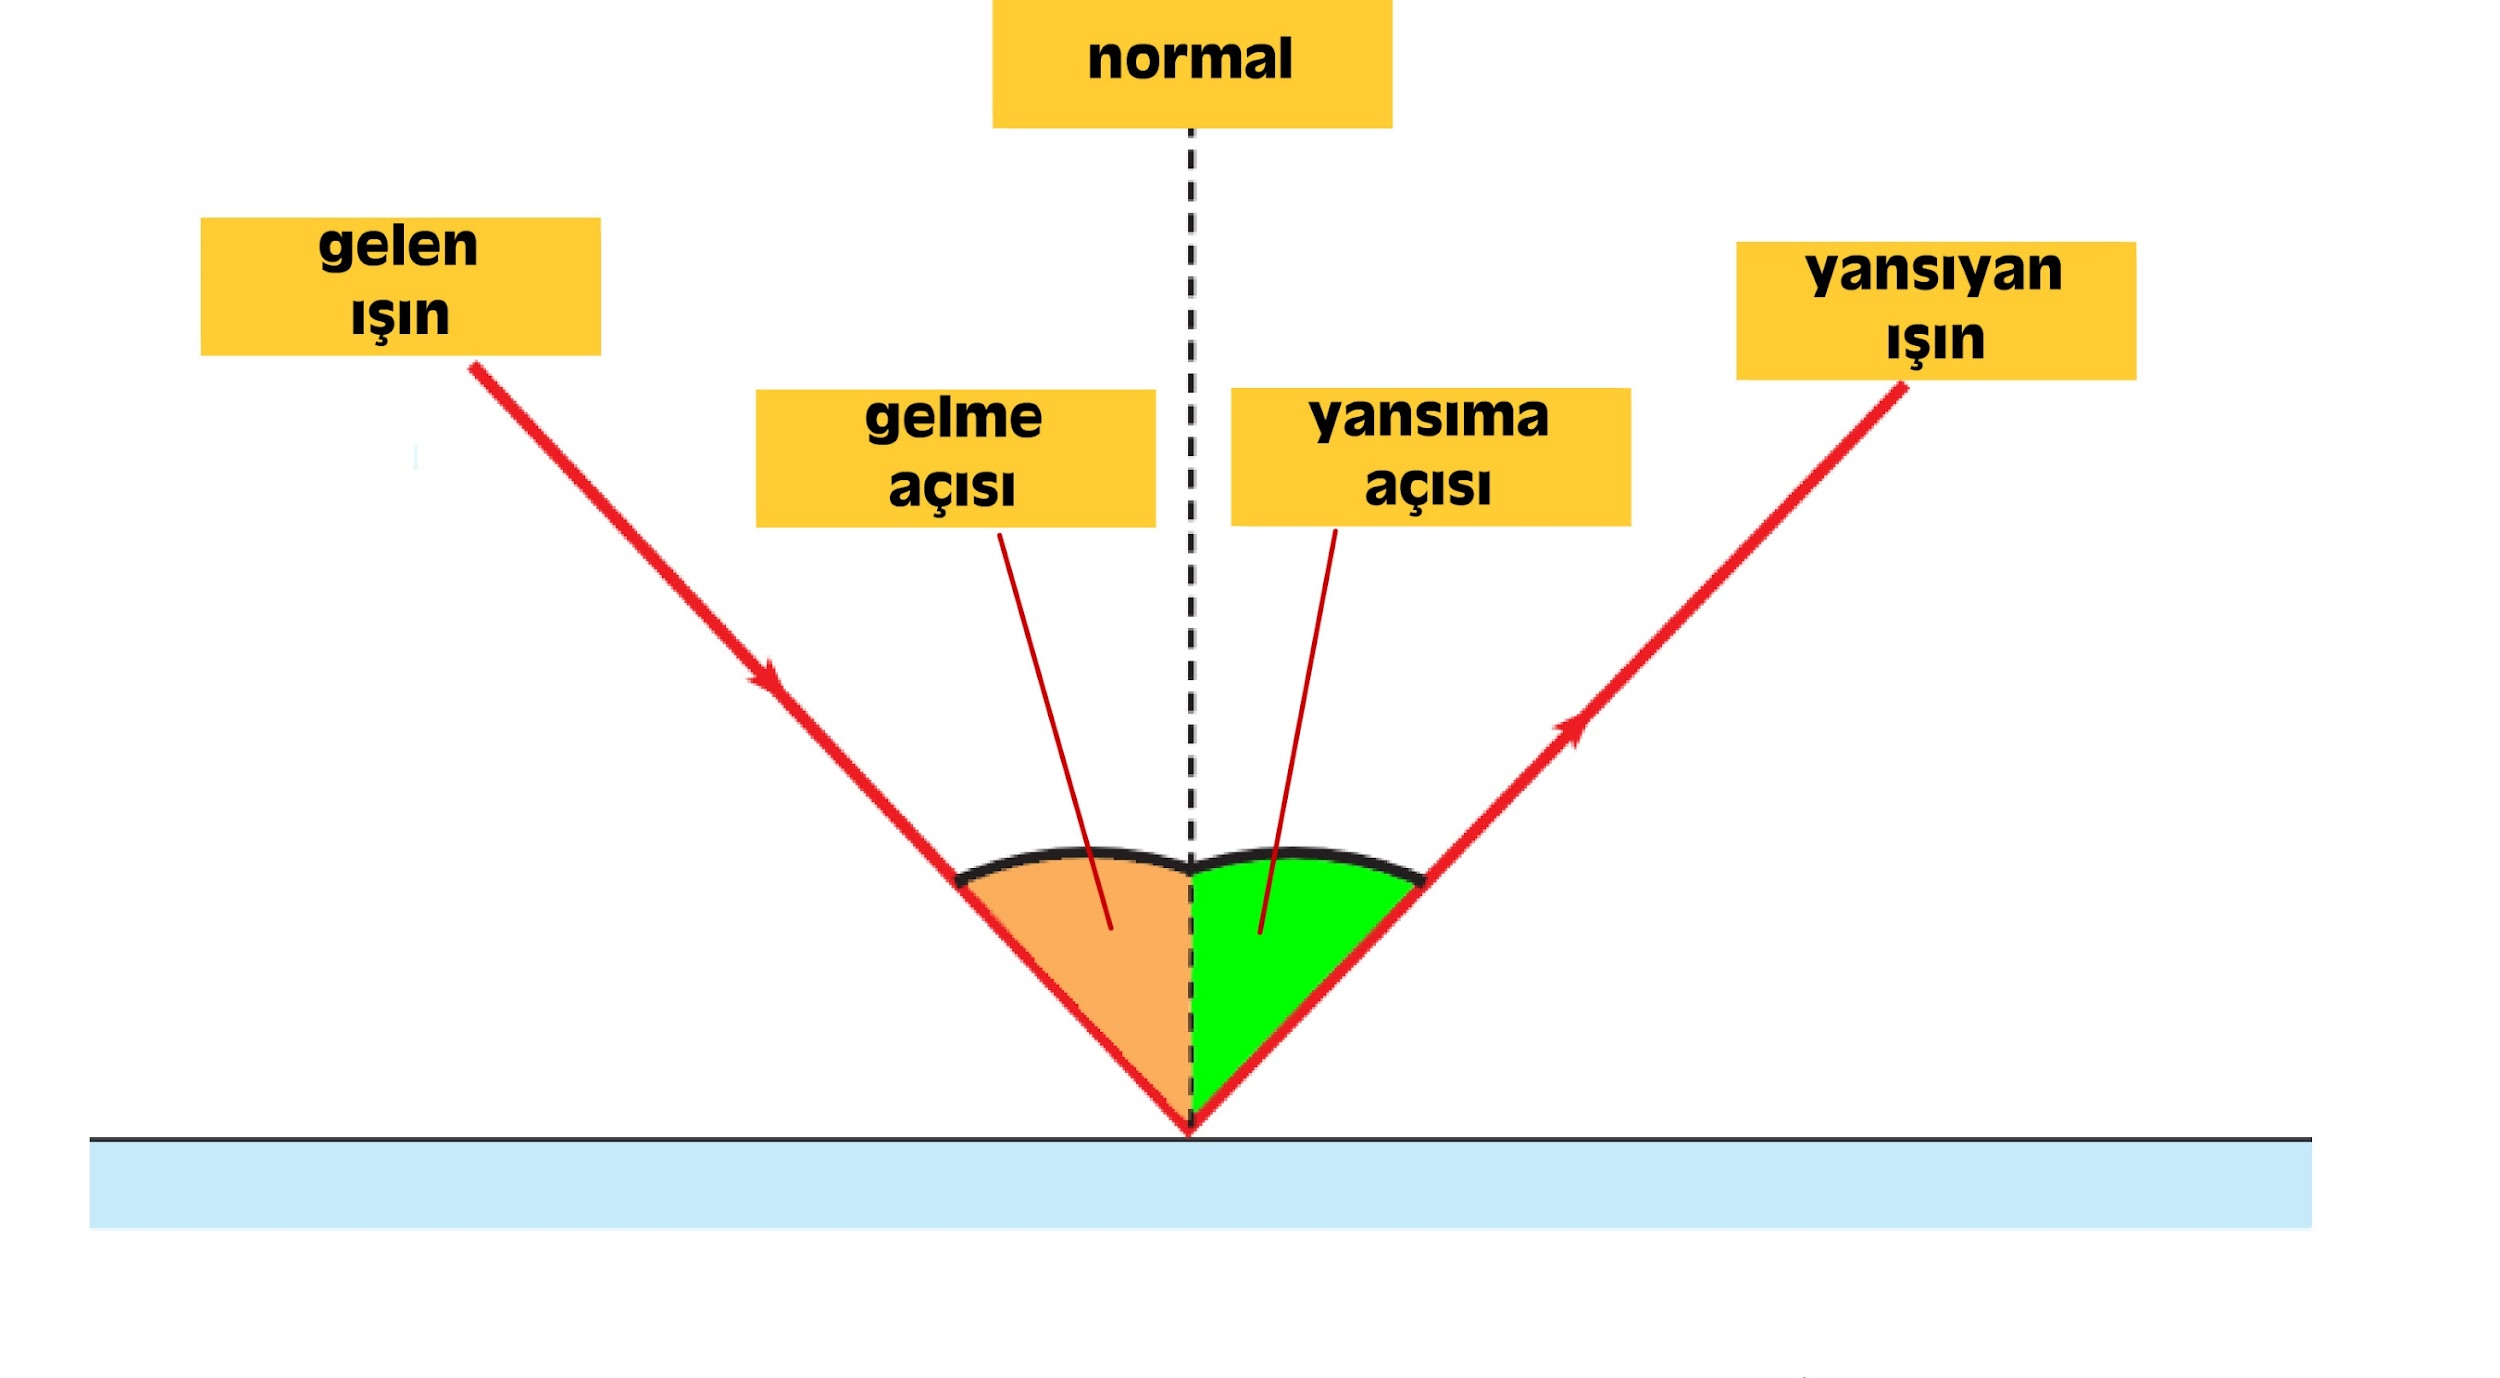 normal
gelen
ışın
yansıyan
ışın
gelme
açısı
yansıma
açısı